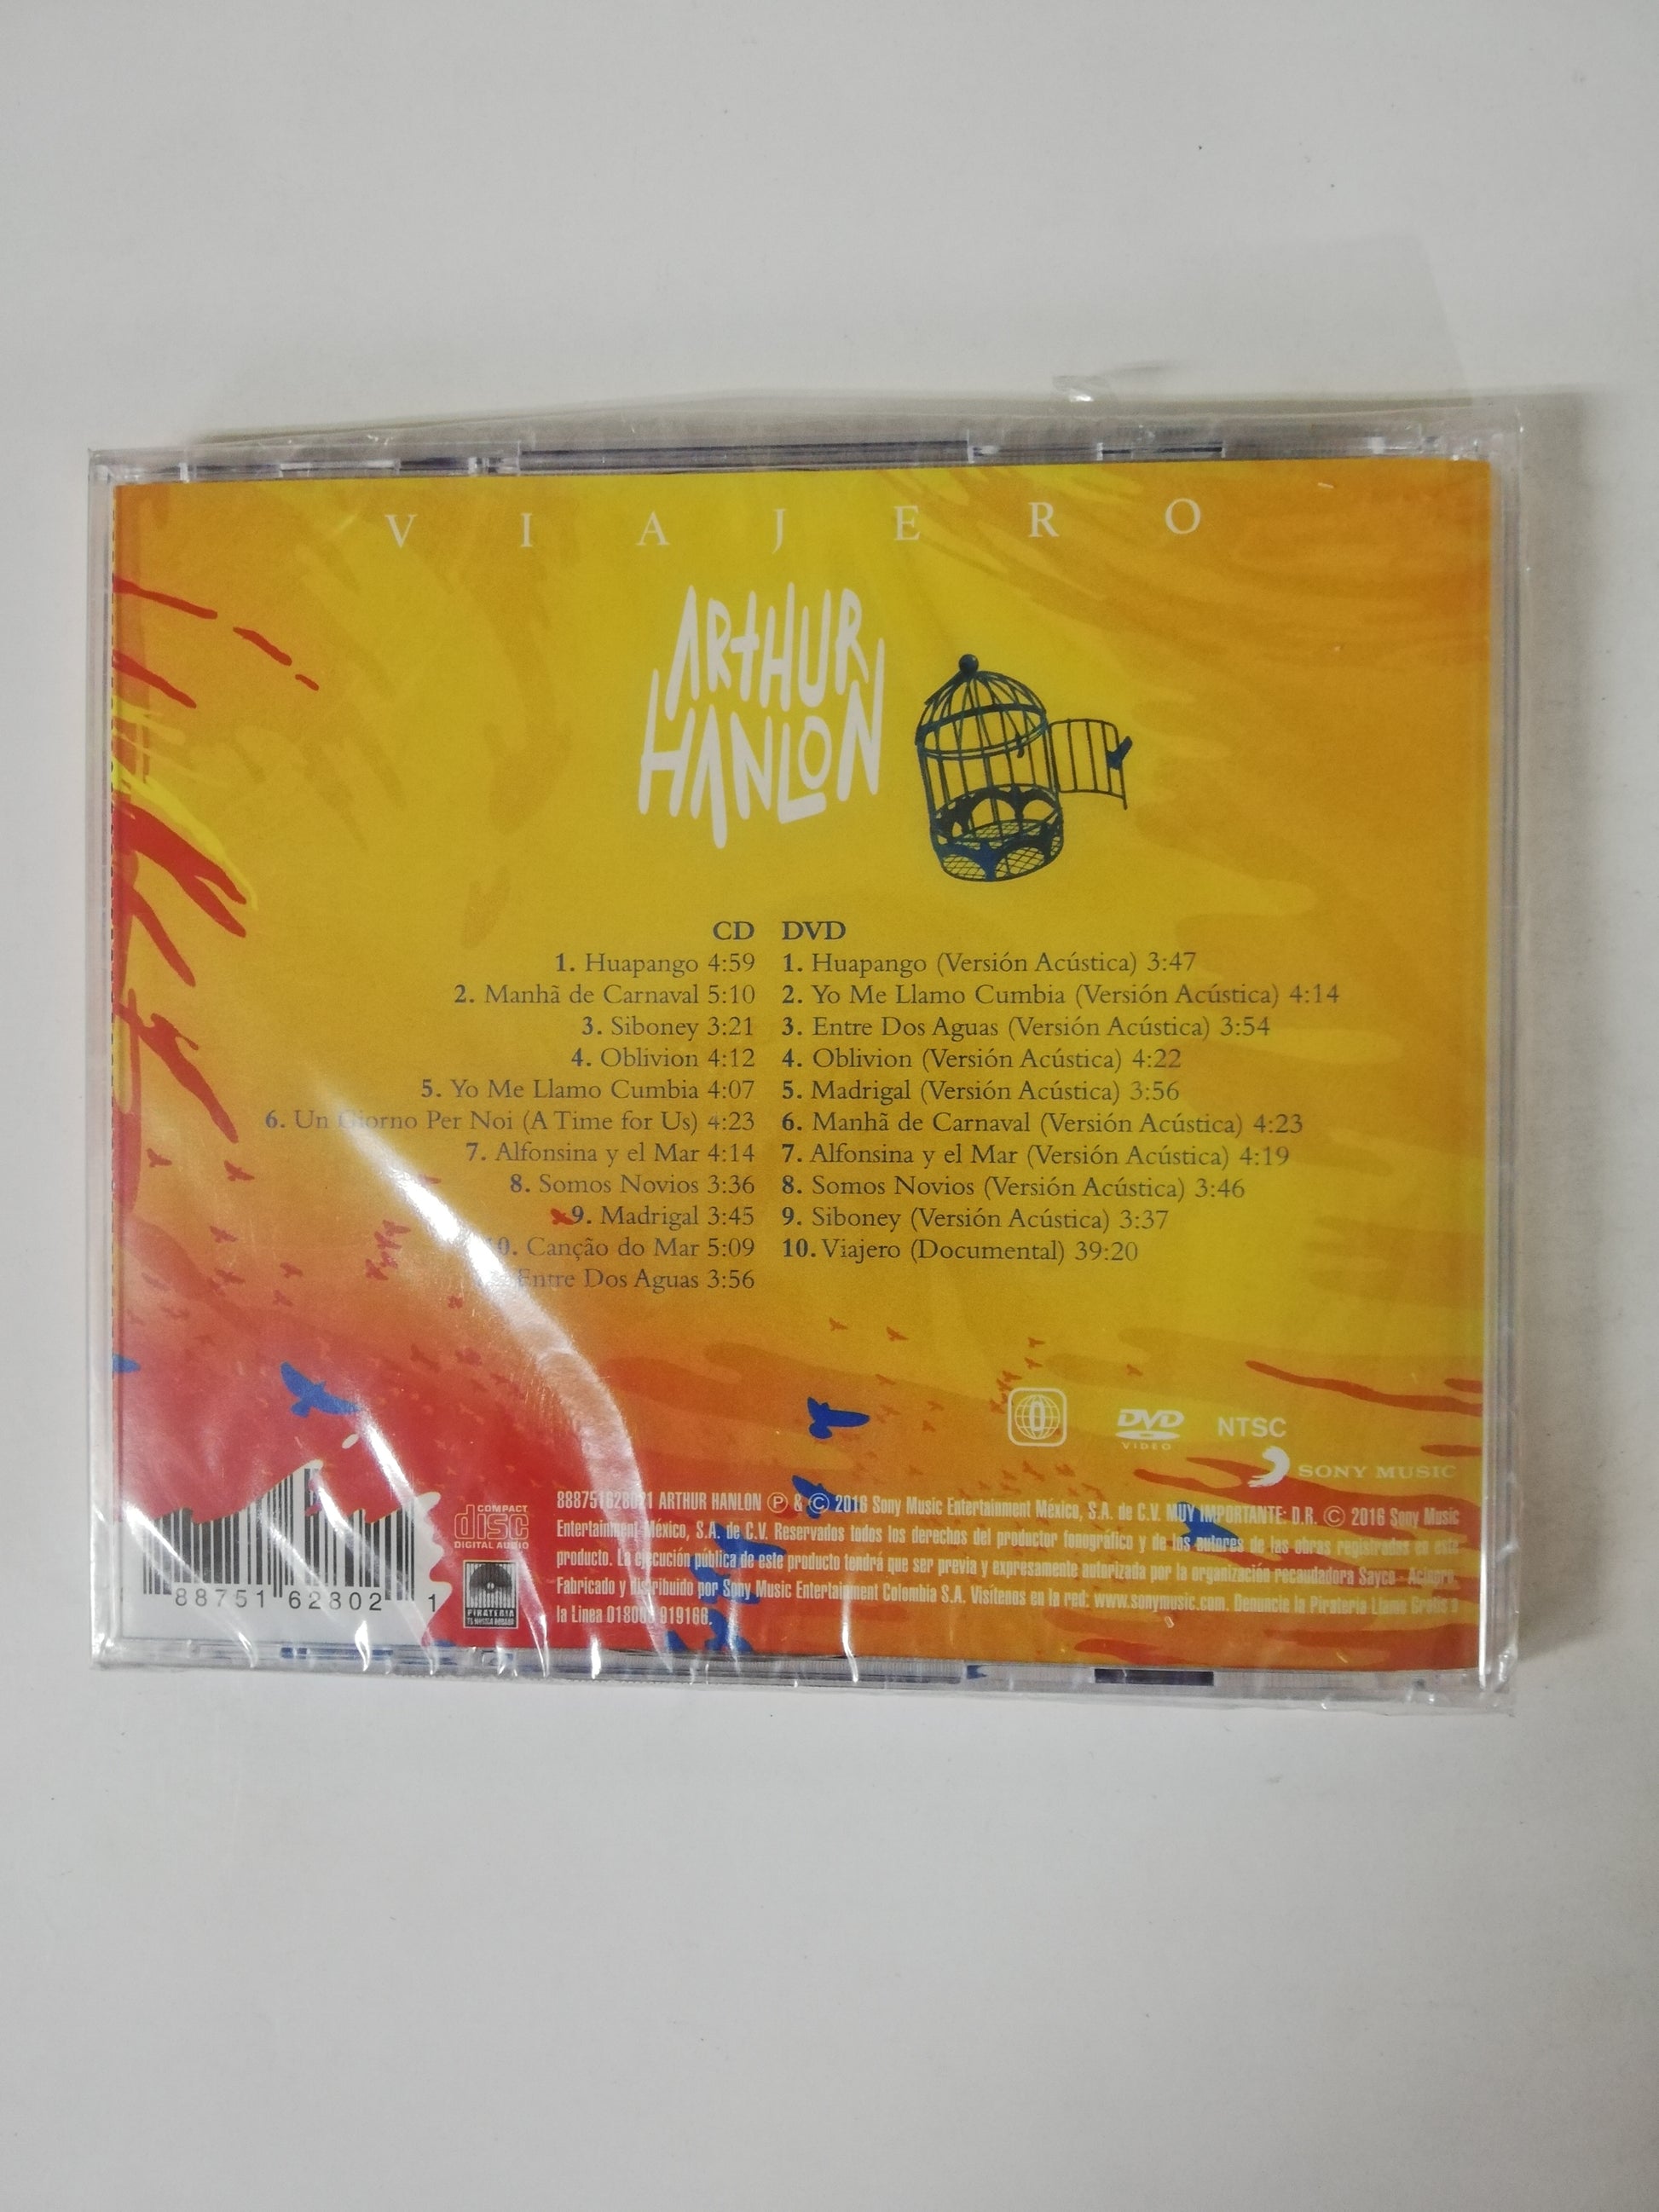 VIAJERO
ARTHUR
HANLON
CD
1. Huapango 4:59
2. Manhã de Carnaval 5:10
3. Siboney 3:21
4. Oblivion 4:12
5. Yo Me Llamo Cumbia 4:07
6. Un Giorno Per Noi (A Time for Us) 4:23
7. Alfonsina y el Mar 4:14
8. Somos Novios 3:36
9. Madrigal 3:45
10. Canção do Mar 5:09
Entre Dos Aguas 3:56
DVD
1. Huapango (Versión Acústica) 3:47
2. Yo Me Llamo Cumbia (Versión Acústica) 4:14
3. Entre Dos Aguas (Versión Acústica) 3:54
4. Oblivion (Versión Acústica) 4:22
5. Madrigal (Versión Acústica) 3:56
6. Manhã de Carnaval (Versión Acústica) 4:23
7. Alfonsina y el Mar (Versión Acústica) 4:19
8. Somos Novios (Versión Acústica) 3:46
9. Siboney (Versión Acústica) 3:37
10. Viajero (Documental) 39:20
0
DVD
VIDEO
NTSC
SONY MUSIC
COMPACT
disc
DIGITAL AUDIO
PIRATERIA
88751 62802 1
888751628021 ARTHUR HANLON Ⓟ & © 2016 Sony Music Entertainment México, S.A. de C.V. MUY IMPORTANTE: D.R. © 2016 Sony Music
Entertainment México, S.A. de C.V. Reservados todos los derechos del productor fonográfico y de los autores de las obras registradas en este
producto. La ejecución pública de este producto tendrá que ser previa y expresamente autorizada por la organización recaudadora Sayco - Acinpro.
Fabricado y distribuido por Sony Music Entertainment Colombia S.A. Visítenos en la red: www.sonymusic.com. Denuncie la Piratería Llame Gratis a
la Línea 919166.